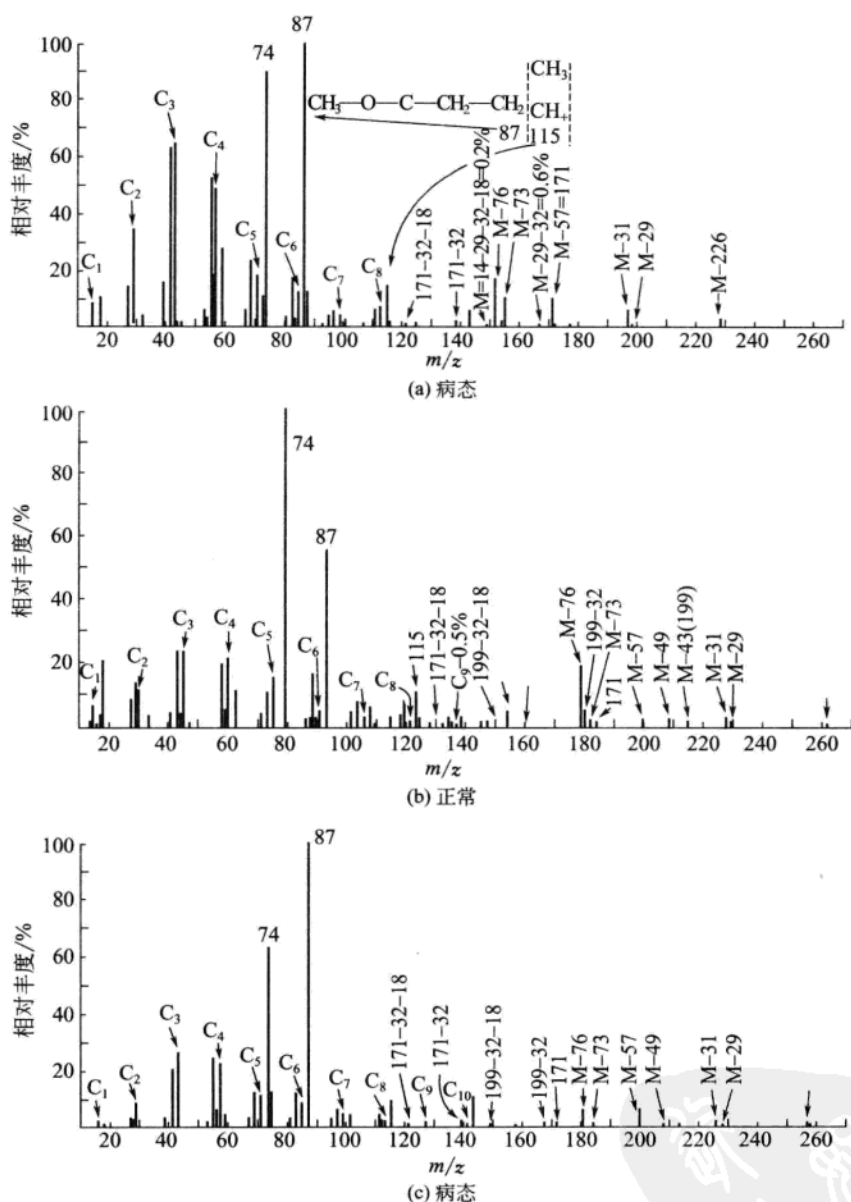 相对丰度/%
100
80
60
40
20
C₁
C₂
C₃
C₄
C₅
C₆
C₇
C₈
74
87
CH₃
CH₃—O—C—CH₂—CH₂
CH+
87
115
171-32-18
171-32
M=14-29-32-18=0.2%
M-76
M-73
M-29-32=0.6%
M-57=171
M-31
M-29
M-226
20 40 60 80 100 120 140 160 180 200 220 240 260
m/z
(a) 病态
相对丰度/%
100
80
60
40
20
C₁
C₂
C₃
C₄
C₅
74
87
C₆
C₇
C₈
115
171-32-18
C₉-0.5%
199-32-18
M-76
199-32
M-73
171
M-57
M-49
M-43(199)
M-31
M-29
20 40 60 80 100 120 140 160 180 200 220 240 260
m/z
(b) 正常
相对丰度/%
100
80
60
40
20
C₁
C₂
C₃
C₄
C₅
74
C₆
87
C₇
C₈
171-32-18
C₉
171-32
C₁₀
199-32-18
199-32
171
M-76
M-73
M-57
M-49
M-31
M-29
20 40 60 80 100 120 140 160 180 200 220 240 260
m/z
(c) 病态